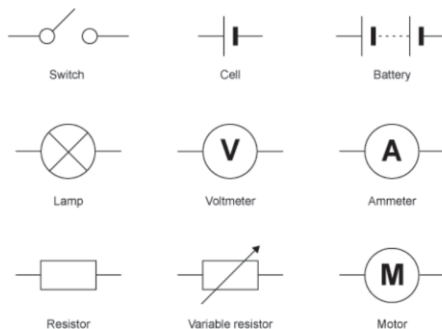 Switch
Cell
Battery
V
A
Lamp
Voltmeter
Ammeter
M
Resistor
Variable resistor
Motor